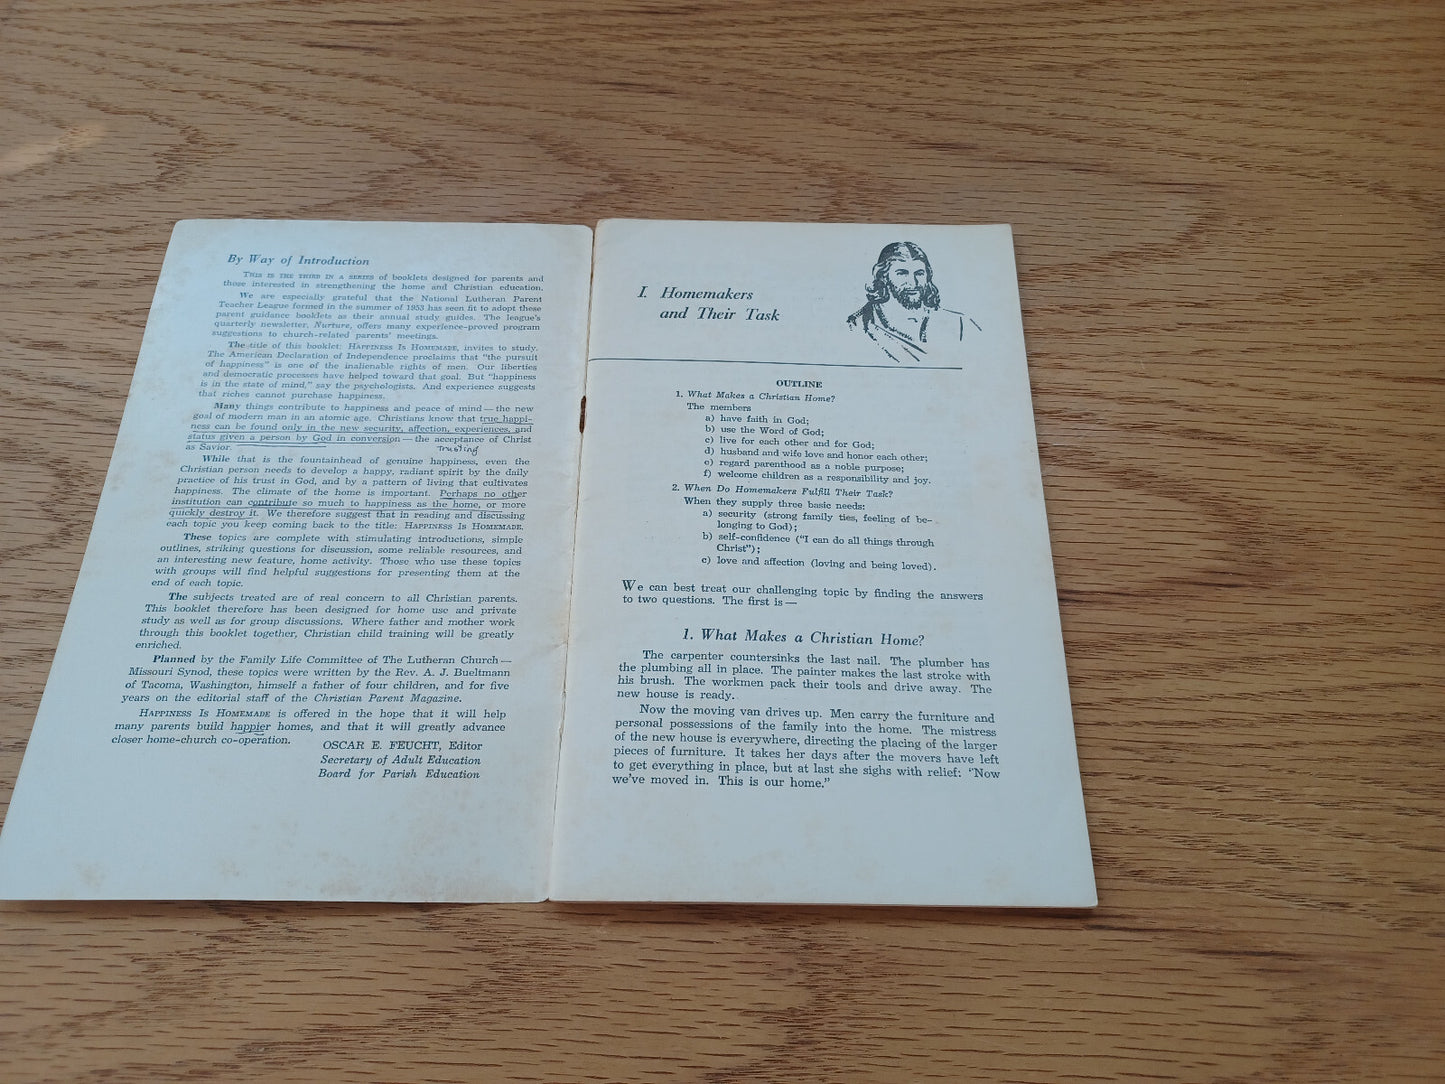 By Way of Introduction
THIS IS THE THIRD IN A SERIES of booklets designed for parents and
those interested in strengthening the home and Christian education.
We are especially grateful that the National Lutheran Parent
Teacher League formed in the summer of 1953 has seen fit to adopt these
parent guidance booklets as their annual study guides. The league's
quarterly newsletter, Nurture, offers many experience-proved program
suggestions to church-related parents' meetings.
The title of this booklet: HAPPINESS IS HOMEMADE, invites to study.
The American Declaration of Independence proclaims that "the pursuit
of happiness" is one of the inalienable rights of men. Our liberties
and democratic processes have helped toward that goal. But "happiness
is in the state of mind," say the psychologists. And experience suggests
that riches cannot purchase happiness.
Many things contribute to happiness and peace of mind — the new
goal of modern man in an atomic age. Christians know that true happi-
ness can be found only in the new security, affection, experiences, and
status given a person by God in conversion — the acceptance of Christ
as Savior.
Trusting
While that is the fountainhead of genuine happiness, even the
Christian person needs to develop a happy, radiant spirit by the daily
practice of his trust in God, and by a pattern of living that cultivates
happiness. The climate of the home is important. Perhaps no other
institution can contribute so much to happiness as the home, or more
quickly destroy it. We therefore suggest that in reading and discussing
each topic you keep coming back to the title: HAPPINESS IS HOMEMADE.
These topics are complete with stimulating introductions, simple
outlines, striking questions for discussion, some reliable resources, and
an interesting new feature, home activity. Those who use these topics
with groups will find helpful suggestions for presenting them at the
end of each topic.
The subjects treated are of real concern to all Christian parents.
This booklet therefore has been designed for home use and private
study as well as for group discussions. Where father and mother work
through this booklet together, Christian child training will be greatly
enriched.
Planned by the Family Life Committee of The Lutheran Church —
Missouri Synod, these topics were written by the Rev. A. J. Bueltmann
of Tacoma, Washington, himself a father of four children, and for five
years on the editorial staff of the Christian Parent Magazine.
HAPPINESS IS HOMEMADE is offered in the hope that it will help
many parents build happier homes, and that it will greatly advance
closer home-church co-operation.
OSCAR E. FEUCHT, Editor
Secretary of Adult Education
Board for Parish Education
I. Homemakers
and Their Task
OUTLINE
1. What Makes a Christian Home?
The members
a) have faith in God;
b) use the Word of God;
c) live for each other and for God;
d) husband and wife love and honor each other;
e) regard parenthood as a noble purpose;
f) welcome children as a responsibility and joy.
2. When Do Homemakers Fulfill Their Task?
When they supply three basic needs:
a) security (strong family ties, feeling of be-
longing to God);
b) self-confidence ("I can do all things through
Christ");
c) love and affection (loving and being loved).
We can best treat our challenging topic by finding the answers
to two questions. The first is —
1. What Makes a Christian Home?
The carpenter countersinks the last nail. The plumber has
the plumbing all in place. The painter makes the last stroke with
his brush. The workmen pack their tools and drive away. The
new house is ready.
Now the moving van drives up. Men carry the furniture and
personal possessions of the family into the home. The mistress
of the new house is everywhere, directing the placing of the larger
pieces of furniture. It takes her days after the movers have left
to get everything in place, but at last she sighs with relief: "Now
we've moved in. This is our home."